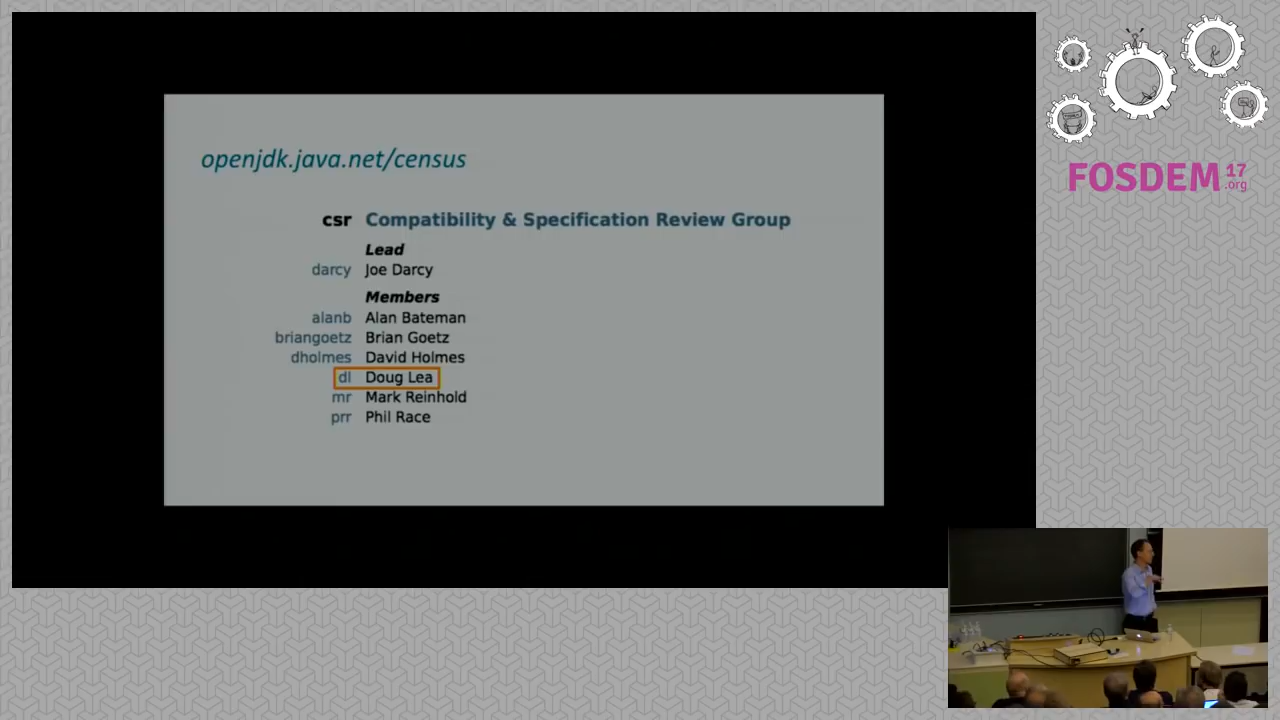 openjdk.java.net/census
csr Compatibility & Specification Review Group
Lead
darcy Joe Darcy
Members
alanb Alan Bateman
briangoetz Brian Goetz
dholmes David Holmes
dl Doug Lea
mr Mark Reinhold
prr Phil Race
FOSDEM 17 .org